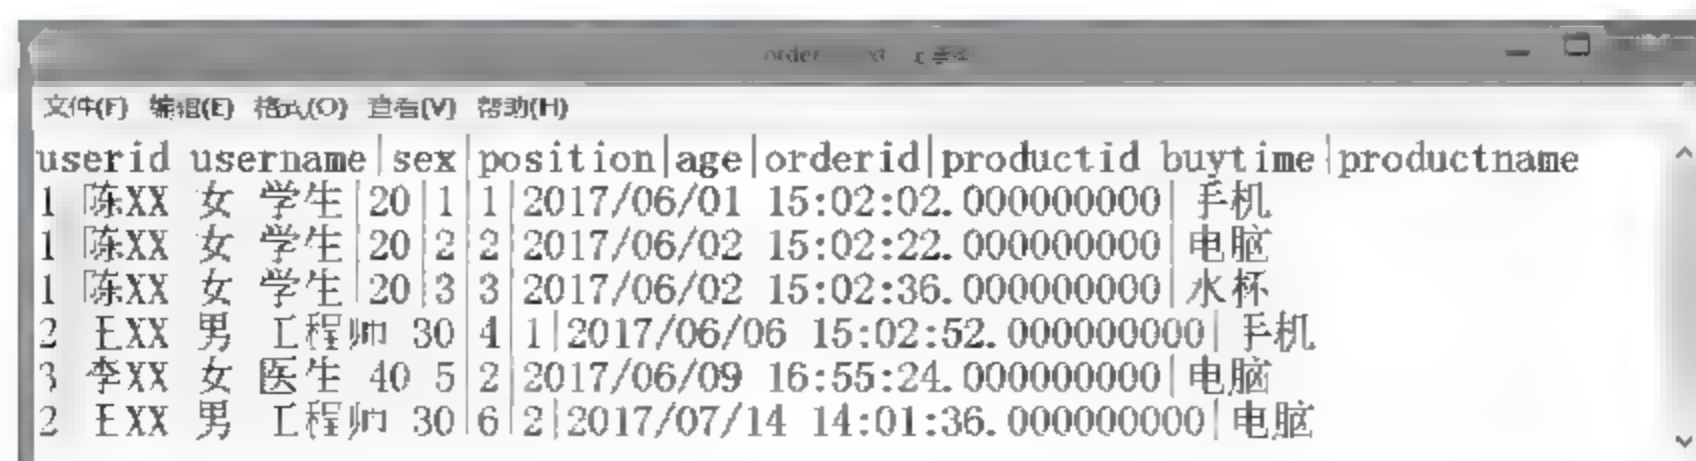 文件(F) 编辑(E) 格式(O) 查看(V) 帮助(H)
userid username|sex|position|age|orderid|productid buytime|productname
1 陈XX 女 学生|20|1|1|2017/06/01 15:02:02.000000000| 手机
1 陈XX 女 学生|20|2|2|2017/06/02 15:02:22.000000000| 电脑
1 陈XX 女 学生|20|3|3|2017/06/02 15:02:36.000000000|水杯
2 王XX 男 工程师 30|4|1|2017/06/06 15:02:52.000000000| 手机
3 李XX 女 医生 40 5|2|2017/06/09 16:55:24.000000000|电脑
2 王XX 男 工程师 30|6|2|2017/07/14 14:01:36.000000000| 电脑